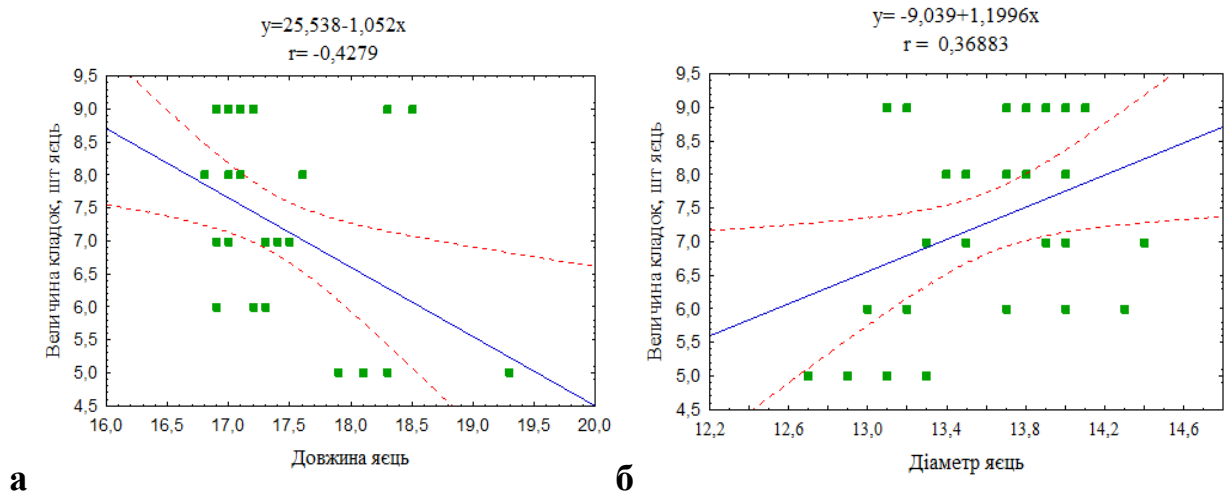 y=25,538-1,052x
r= -0,4279
9,5
9,0
8,5
8,0
7,5
7,0
6,5
6,0
5,5
5,0
4,5
Величина кладок, шт яєць
16,0 16,5 17,0 17,5 18,0 18,5 19,0 19,5 20,0
Довжина яєць
а
y= -9,039+1,1996x
r = 0,36883
9,5
9,0
8,5
8,0
7,5
7,0
6,5
6,0
5,5
5,0
4,5
Величина кладок, шт яєць
12,2 12,6 13,0 13,4 13,8 14,2 14,6
Діаметр яєць
б